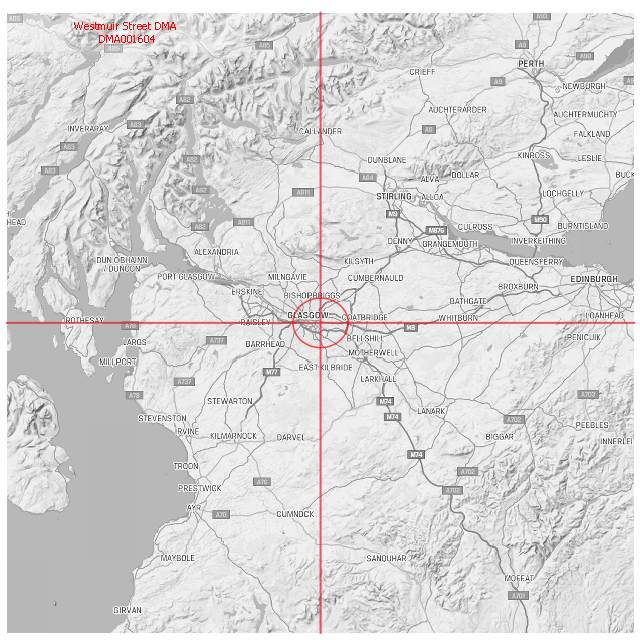 Westmuir Street DMA
DMA001604
A85
A93
A9
PERTH
A90
CRIEFF
A9
NEWBURGH
A82
AUCHTERARDER
AUCHTERMUCHTY
INVERARAY
A83
CALLANDER
A9
FALKLAND
A83
DUNBLANE
KINROSS
LESLIE
A82
A83
A84
ALVA
DOLLAR
BUCK
A82
A811
STIRLING
ALLOA
LOCHGELLY
HEAD
A82
A811
M9
M876
CULROSS
M90
BURNTISLAND
DENNY
GRANGEMOUTH
INVERKEITHING
ALEXANDRIA
DUN OBHAINN
/ DUNOON
KILSYTH
QUEENSFERRY
PORT GLASGOW
MILNGAVIE
CUMBERNAULD
EDINBURGH
ERSKINE
BISHOPBRIGGS
BROXBURN
BATHGATE
ROTHESAY
A78
PAISLEY
GLASGOW
COATBRIDGE
M8
WHITBURN
LOANHEAD
LARGS
A737
BARRHEAD
BELLSHILL
PENICUIK
MOTHERWELL
MILLPORT
A737
M77
EAST KILBRIDE
LARKHALL
A78
STEWARTON
M74
A703
M74
LANARK
STEVENSTON
A702
PEEBLES
IRVINE
KILMARNOCK
DARVEL
BIGGAR
INNERLEI
M74
TROON
A702
PRESTWICK
A70
A702
AYR
A70
CUMNOCK
MAYBOLE
SANQUHAR
MOFFAT
A701
GIRVAN